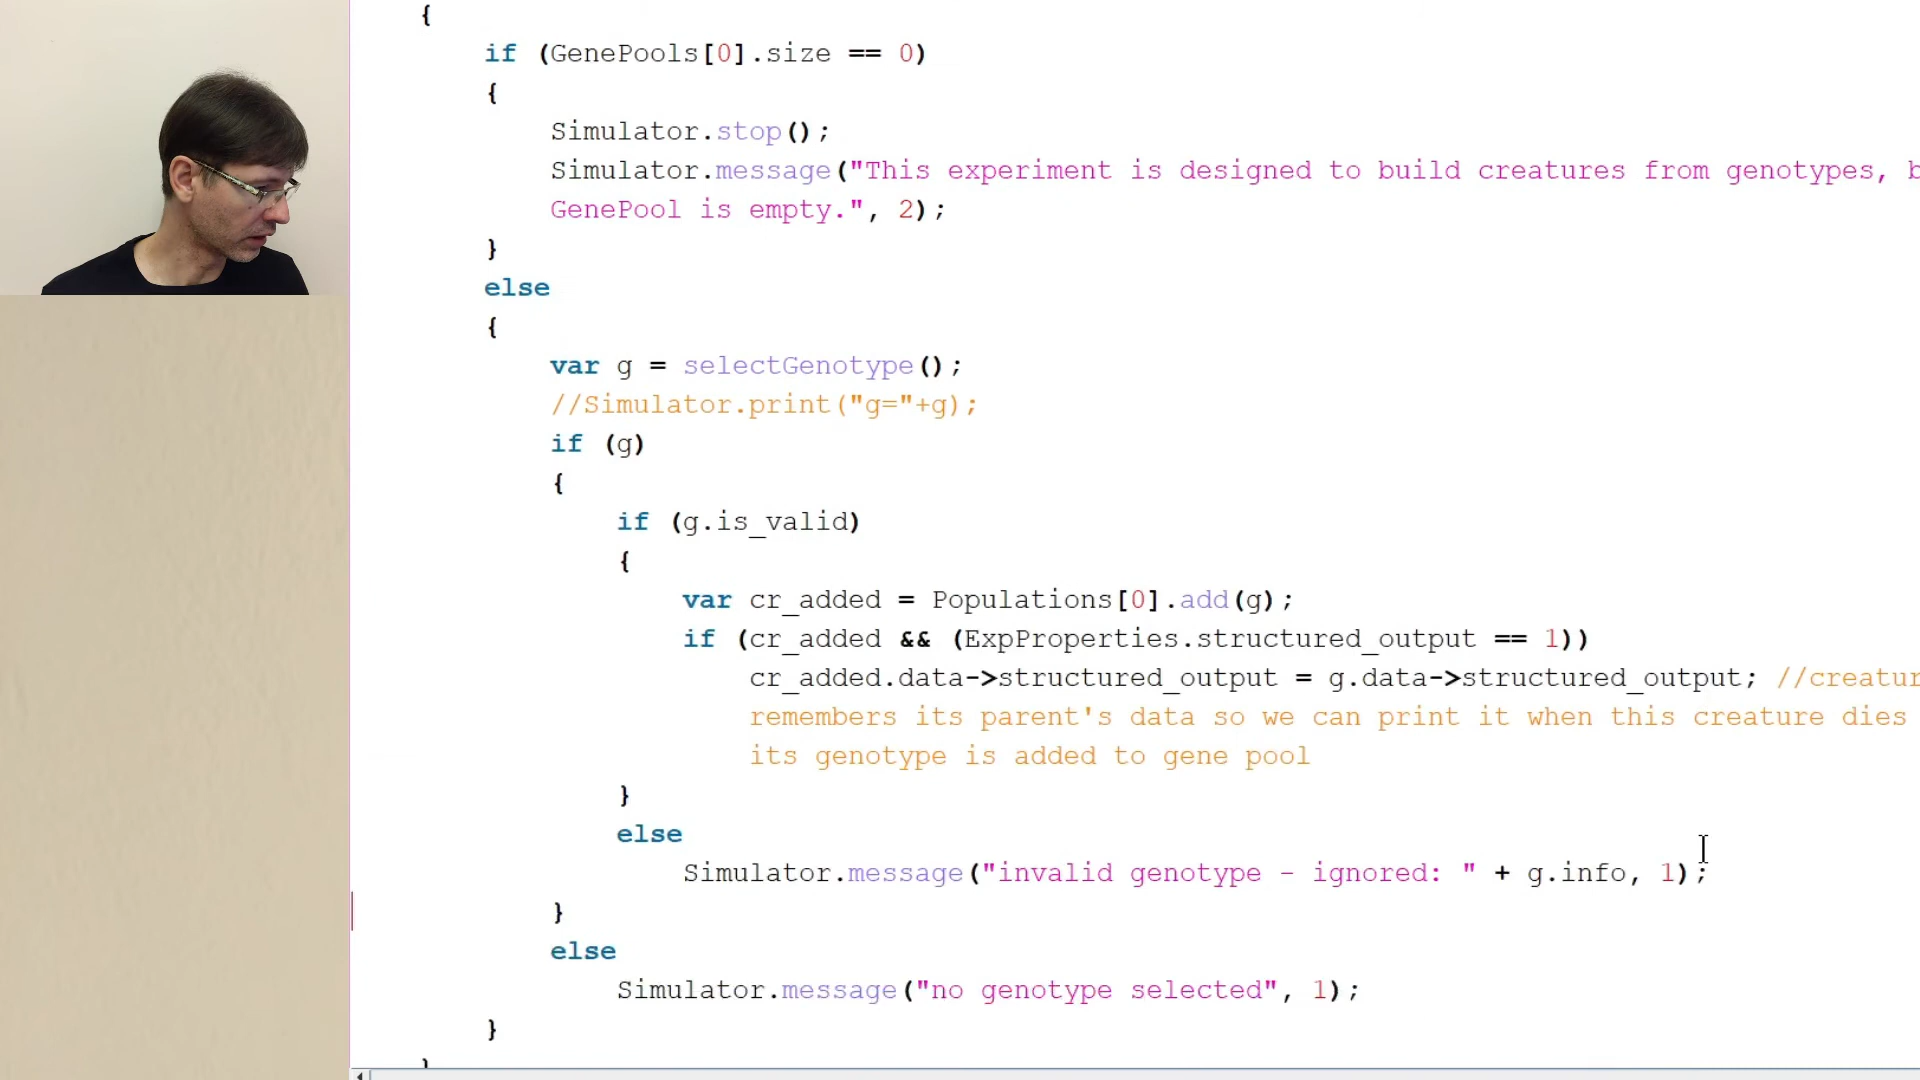 {
if (GenePools[0].size == 0)
{
Simulator.stop();
Simulator.message("This experiment is designed to build creatures from genotypes,
GenePool is empty.", 2);
}
else
{
var g = selectGenotype();
//Simulator.print("g="+g);
if (g)
{
if (g.is_valid)
{
var cr_added = Populations[0].add(g);
if (cr_added && (ExpProperties.structured_output == 1))
cr_added.data->structured_output = g.data->structured_output; //creatur
remembers its parent's data so we can print it when this creature dies
its genotype is added to gene pool
}
else
Simulator.message("invalid genotype - ignored: " + g.info, 1);
}
else
Simulator.message("no genotype selected", 1);
}